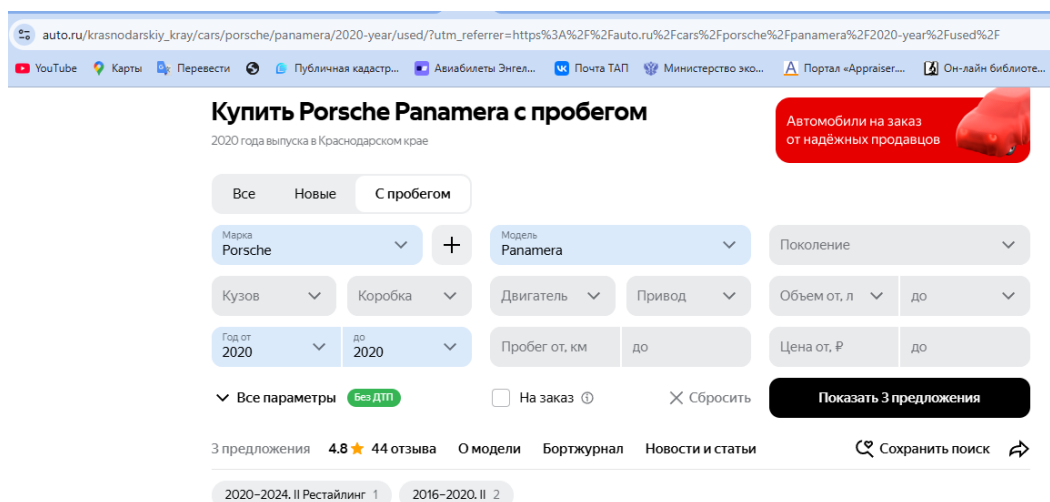 auto.ru/krasnodarskiy_kray/cars/porsche/panamera/2020-year/used/?utm_referrer=https%3A%2F%2Fauto.ru%2Fcars%2Fporsche%2Fpanamera%2F2020-year%2Fused%2F
YouTube Карты Перевести Публичная кадастр... Авиабилеты Энгел... Почта ТАП Министерство эко... Портал «Appraiser.... Он-лайн библиоте...
Купить Porsche Panamera с пробегом
2020 года выпуска в Краснодарском крае
Автомобили на заказ
от надёжных продавцов
Все Новые С пробегом
Марка Модель
Porsche Panamera Поколение
Кузов Коробка Двигатель Привод Объем от, л до
Год от до
2020 2020 Пробег от, км до Цена от, ₽ до
Все параметры Без ДТП На заказ Сбросить Показать 3 предложения
3 предложения 4.8 44 отзыва О модели Бортжурнал Новости и статьи Сохранить поиск
2020–2024, II Рестайлинг 1 2016–2020, II 2